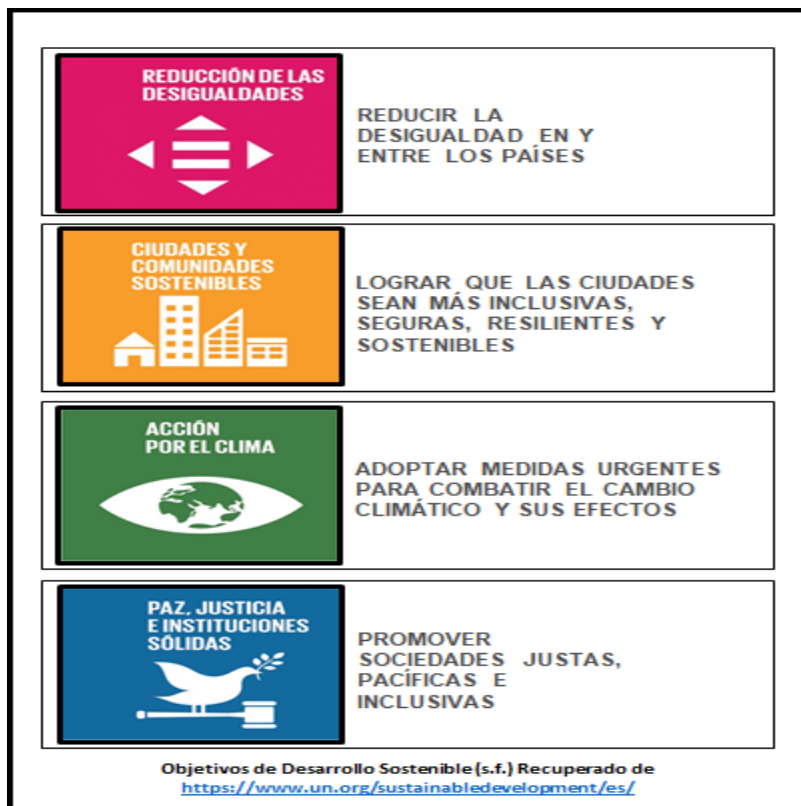 REDUCCIÓN DE LAS
DESIGUALDADES
REDUCIR LA
DESIGUALDAD EN Y
ENTRE LOS PAÍSES
CIUDADES Y
COMUNIDADES
SOSTENIBLES
LOGRAR QUE LAS CIUDADES
SEAN MÁS INCLUSIVAS,
SEGURAS, RESILIENTES Y
SOSTENIBLES
ACCIÓN
POR EL CLIMA
ADOPTAR MEDIDAS URGENTES
PARA COMBATIR EL CAMBIO
CLIMÁTICO Y SUS EFECTOS
PAZ, JUSTICIA
E INSTITUCIONES
SÓLIDAS
PROMOVER
SOCIEDADES JUSTAS,
PACÍFICAS E
INCLUSIVAS
Objetivos de Desarrollo Sostenible (s.f.) Recuperado de
https://www.un.org/sustainabledevelopment/es/